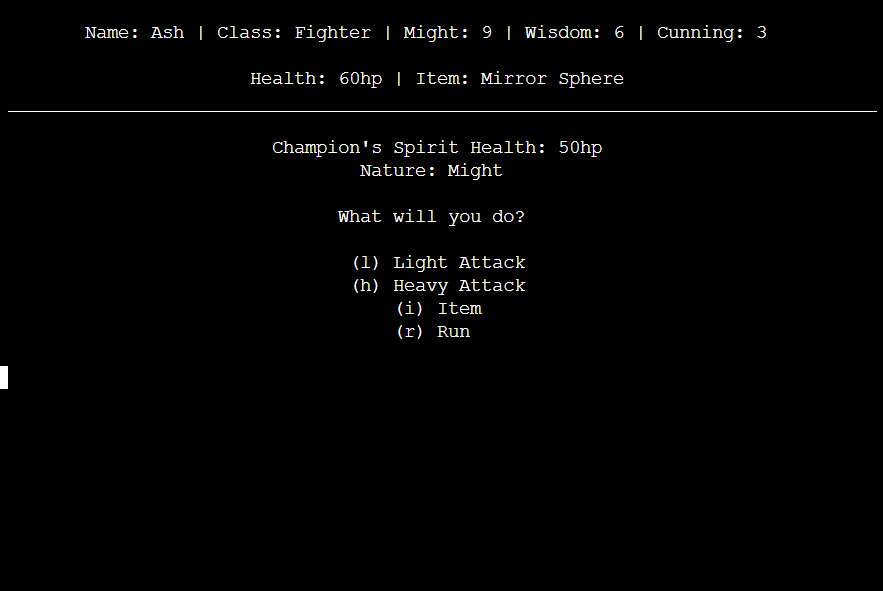 Name: Ash | Class: Fighter | Might: 9 | Wisdom: 6 | Cunning: 3
Health: 60hp | Item: Mirror Sphere
Champion's Spirit Health: 50hp
Nature: Might
What will you do?
(l) Light Attack
(h) Heavy Attack
(i) Item
(r) Run